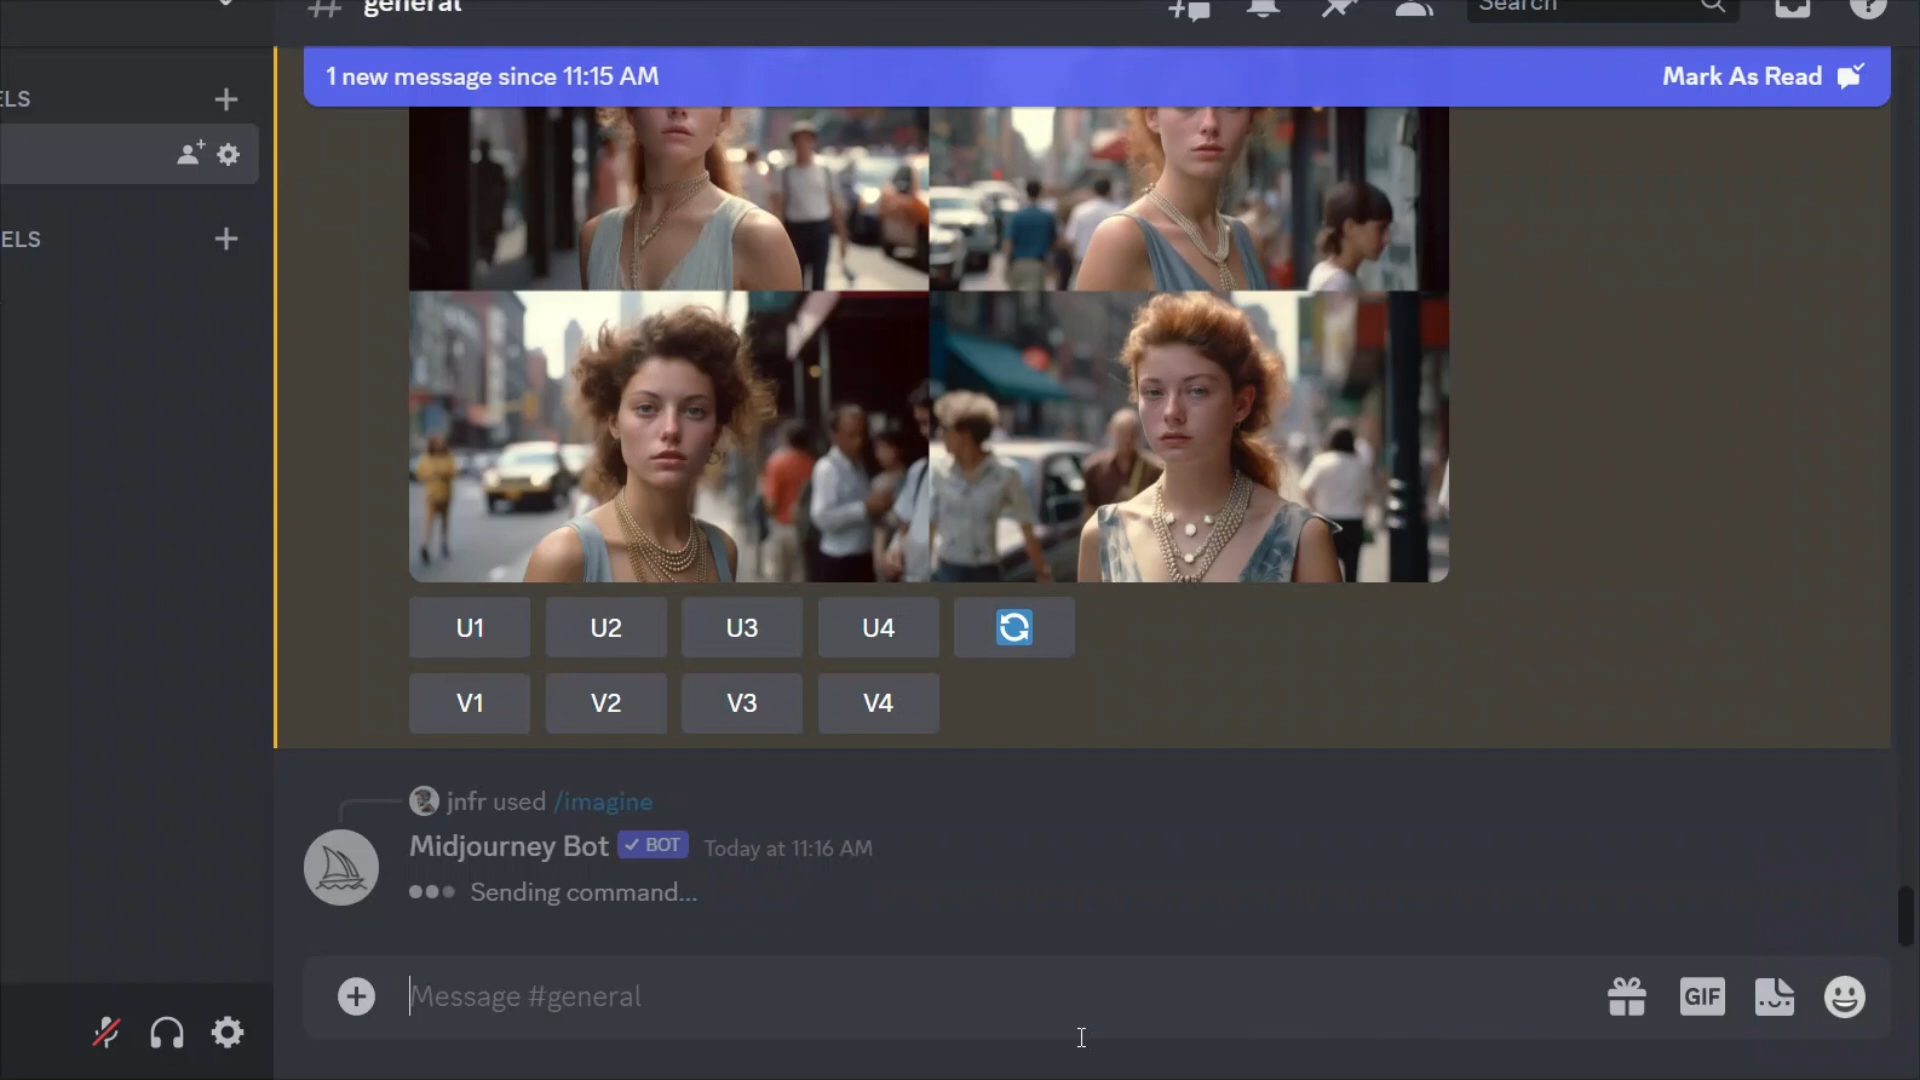 general
Search
1 new message since 11:15 AM
Mark As Read
ELS
ELS
U1 U2 U3 U4
V1 V2 V3 V4
jnfr used /imagine
Midjourney Bot ✓ BOT Today at 11:16 AM
Sending command...
Message #general
GIF